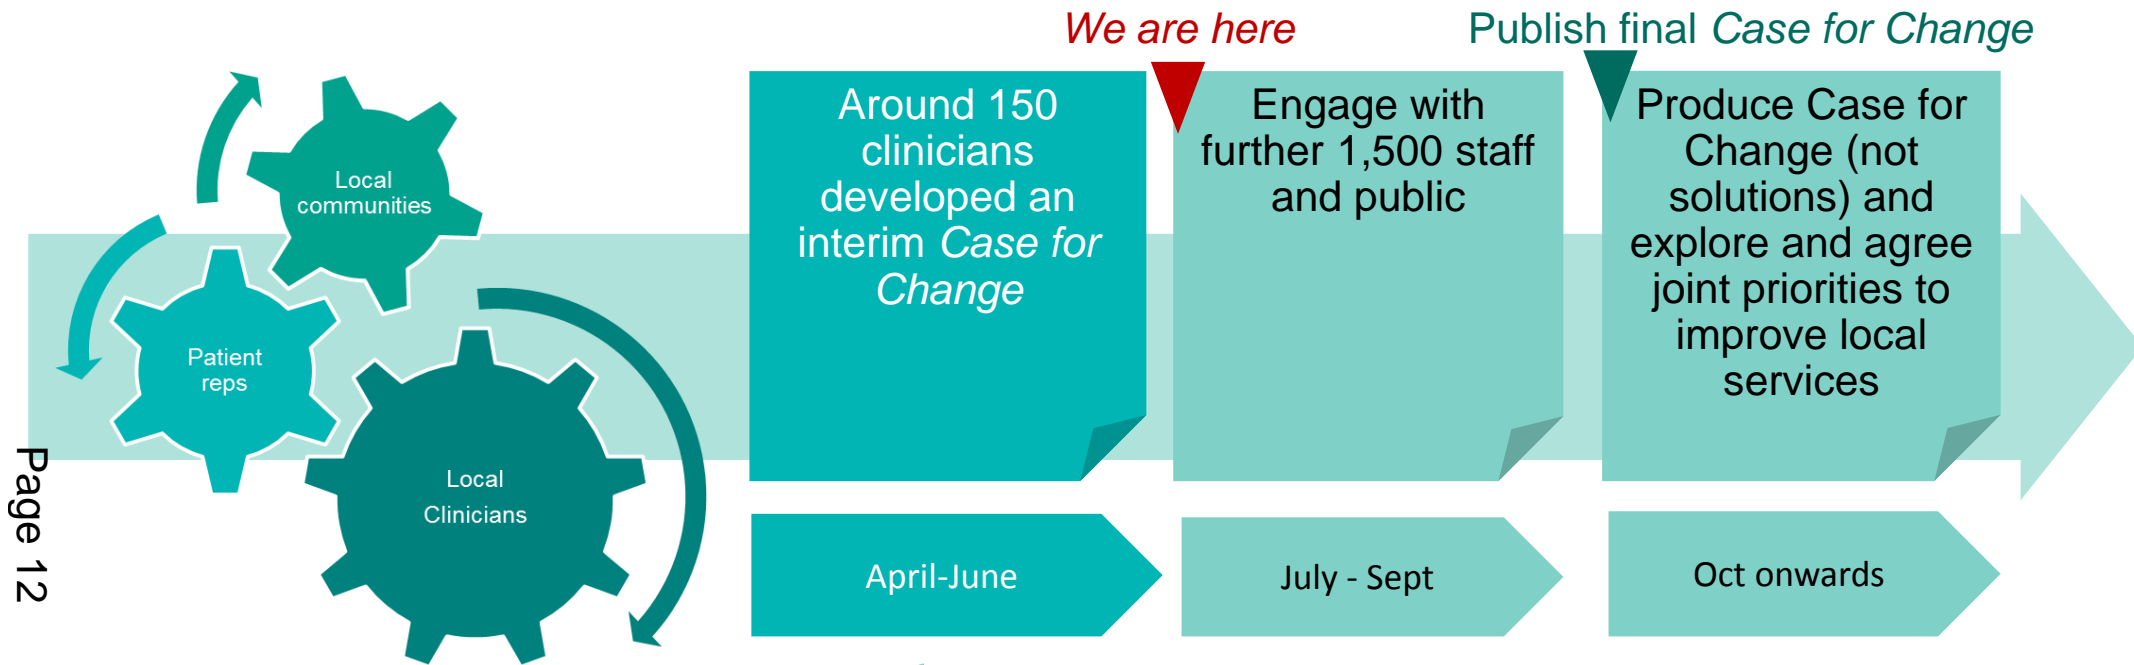 We are here
Publish final Case for Change
Local
communities
Patient
reps
Local
Clinicians
Around 150
clinicians
developed an
interim Case for
Change
Engage with
further 1,500 staff
and public
Produce Case for
Change (not
solutions) and
explore and agree
joint priorities to
improve local
services
April-June
July - Sept
Oct onwards
Page 12